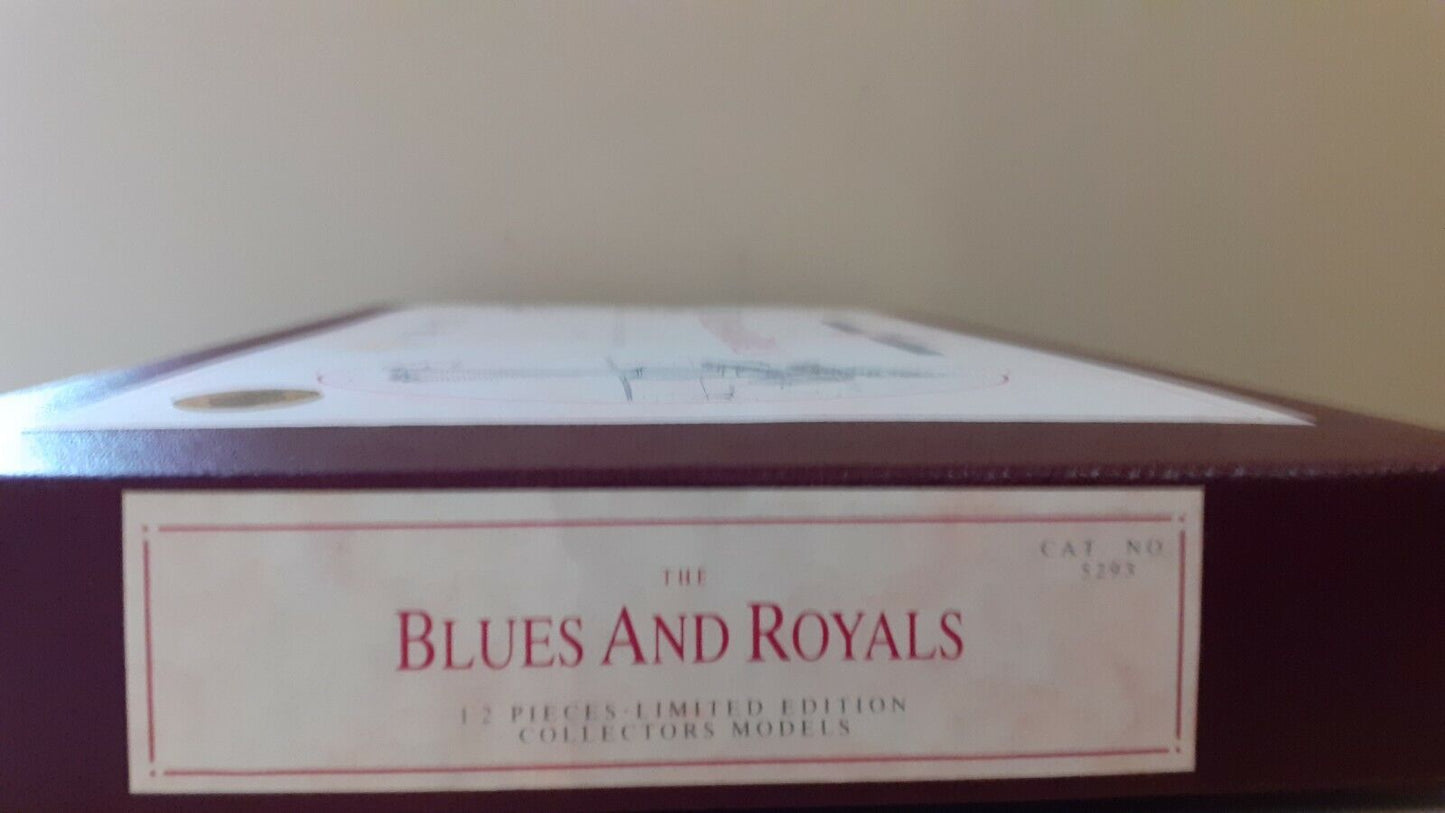 CAT. NO.
5293
THE
BLUES AND ROYALS
12 PIECES-LIMITED EDITION
COLLECTORS MODELS